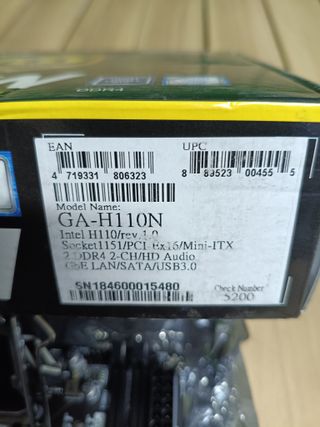 DDR4
EAN
UPC
4 719331 806323
8 89523 00455 5
Model Name:
GA-H110N
Intel H110/rev.1.0
Socket1151/PCI-Ex16/Mini-ITX
2 DDR4 2-CH/HD Audio
GbE LAN/SATA/USB3.0
SN184600015480
Check Number
5200